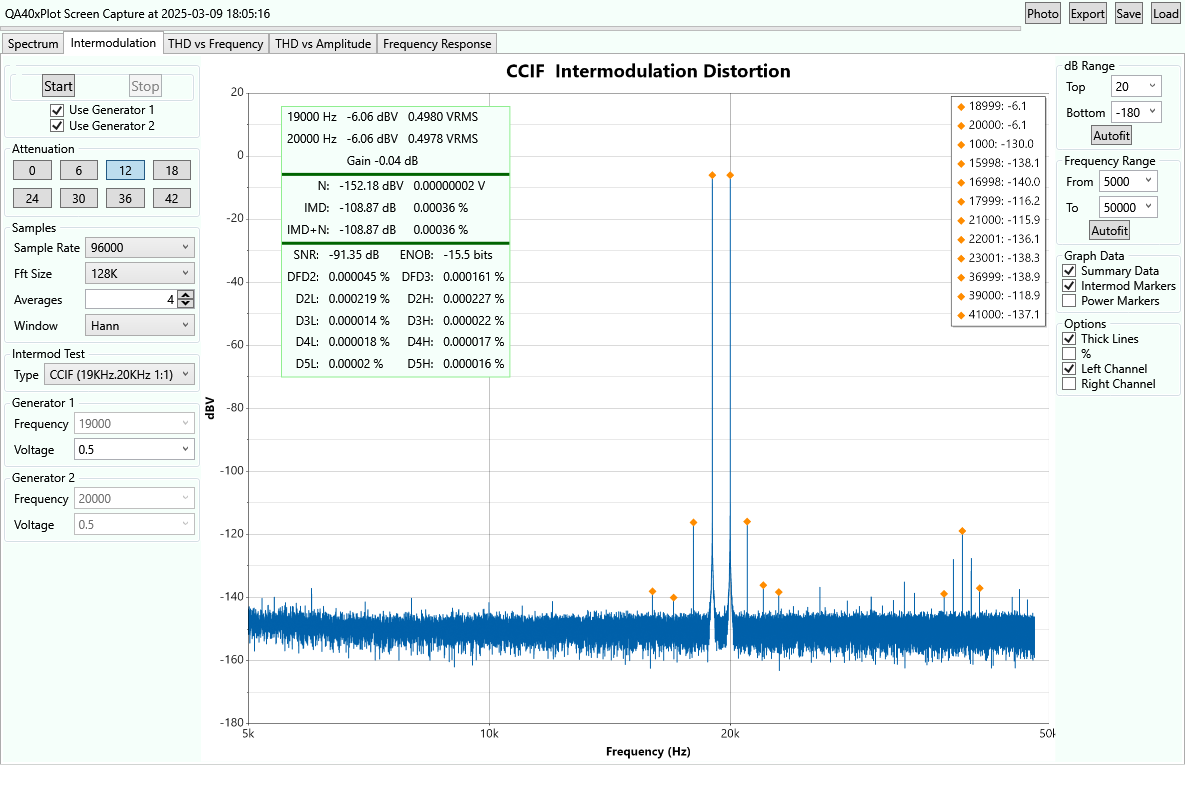 QA40xPlot Screen Capture at 2025-03-09 18:05:16
Photo Export Save Load
Spectrum Intermodulation THD vs Frequency THD vs Amplitude Frequency Response
Start Stop
Use Generator 1
Use Generator 2
Attenuation
0 6 12 18
24 30 36 42
Samples
Sample Rate 96000
Fft Size 128K
Averages 4
Window Hann
Intermod Test
Type CCIF (19KHz.20KHz 1:1)
Generator 1
Frequency 19000
Voltage 0.5
Generator 2
Frequency 20000
Voltage 0.5
CCIF Intermodulation Distortion
19000 Hz -6.06 dBV 0.4980 VRMS
20000 Hz -6.06 dBV 0.4978 VRMS
Gain -0.04 dB
N: -152.18 dBV 0.00000002 V
IMD: -108.87 dB 0.00036 %
IMD+N: -108.87 dB 0.00036 %
SNR: -91.35 dB ENOB: -15.5 bits
DFD2: 0.000045 % DFD3: 0.000161 %
D2L: 0.000219 % D2H: 0.000227 %
D3L: 0.000014 % D3H: 0.000022 %
D4L: 0.000018 % D4H: 0.000017 %
D5L: 0.00002 % D5H: 0.000016 %
18999: -6.1
20000: -6.1
1000: -130.0
15998: -138.1
16998: -140.0
17999: -116.2
21000: -115.9
22001: -136.1
23001: -138.3
36999: -138.9
39000: -118.9
41000: -137.1
20
0
-20
-40
-60
-80
-100
-120
-140
-160
-180
dBV
5k 10k 20k 50k
Frequency (Hz)
dB Range
Top 20
Bottom -180
Autofit
Frequency Range
From 5000
To 50000
Autofit
Graph Data
Summary Data
Intermod Markers
Power Markers
Options
Thick Lines
%
Left Channel
Right Channel